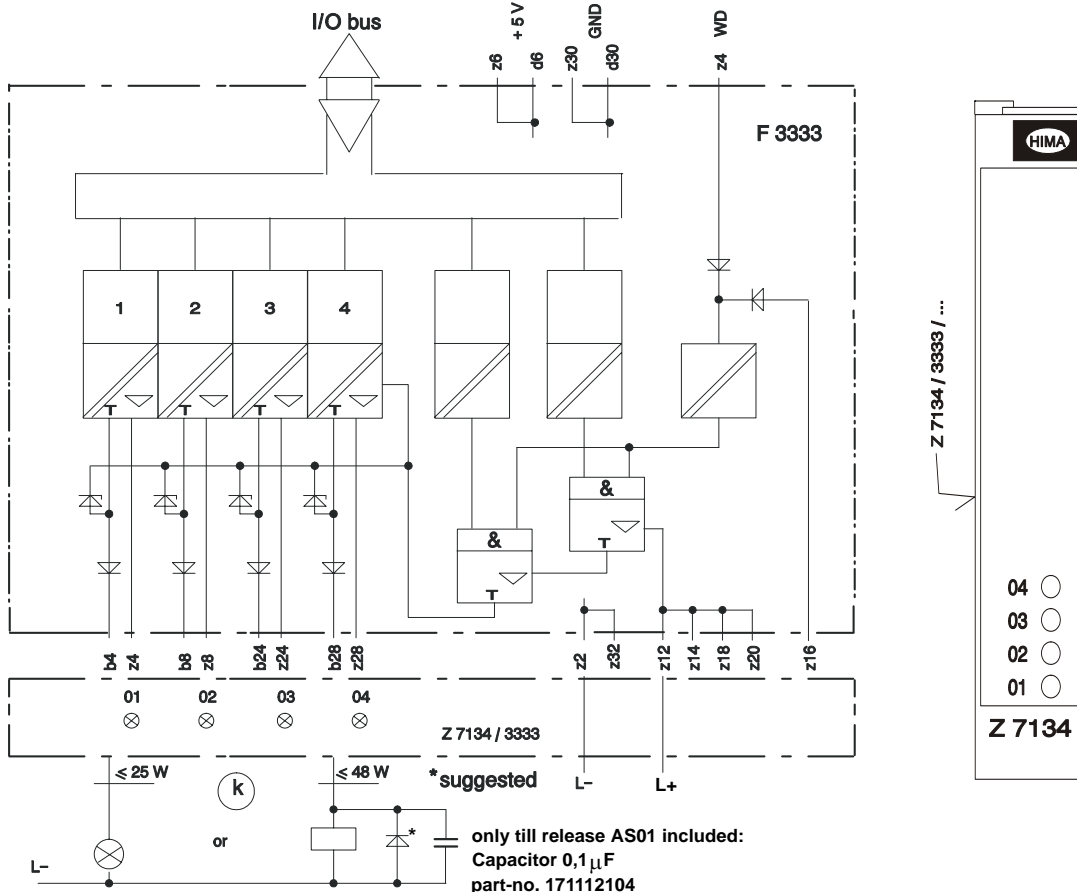 I/O bus
z6
+ 5 V
d6
z30
GND
d30
z4 WD
F 3333
HIMA
1 2 3 4
T T T T
Z 7134 / 3333 / ...
&
T
&
T
b4 z4 b8 z8 b24 z24 b28 z28 z2 z32 z12 z14 z18 z20 z16
01 02 03 04
Z 7134 / 3333
04
03
02
01
Z 7134
⩽ 25 W
k
⩽ 48 W
*suggested
L- L+
or
*
only till release AS01 included:
Capacitor 0,1 μF
part-no. 171112104
L-